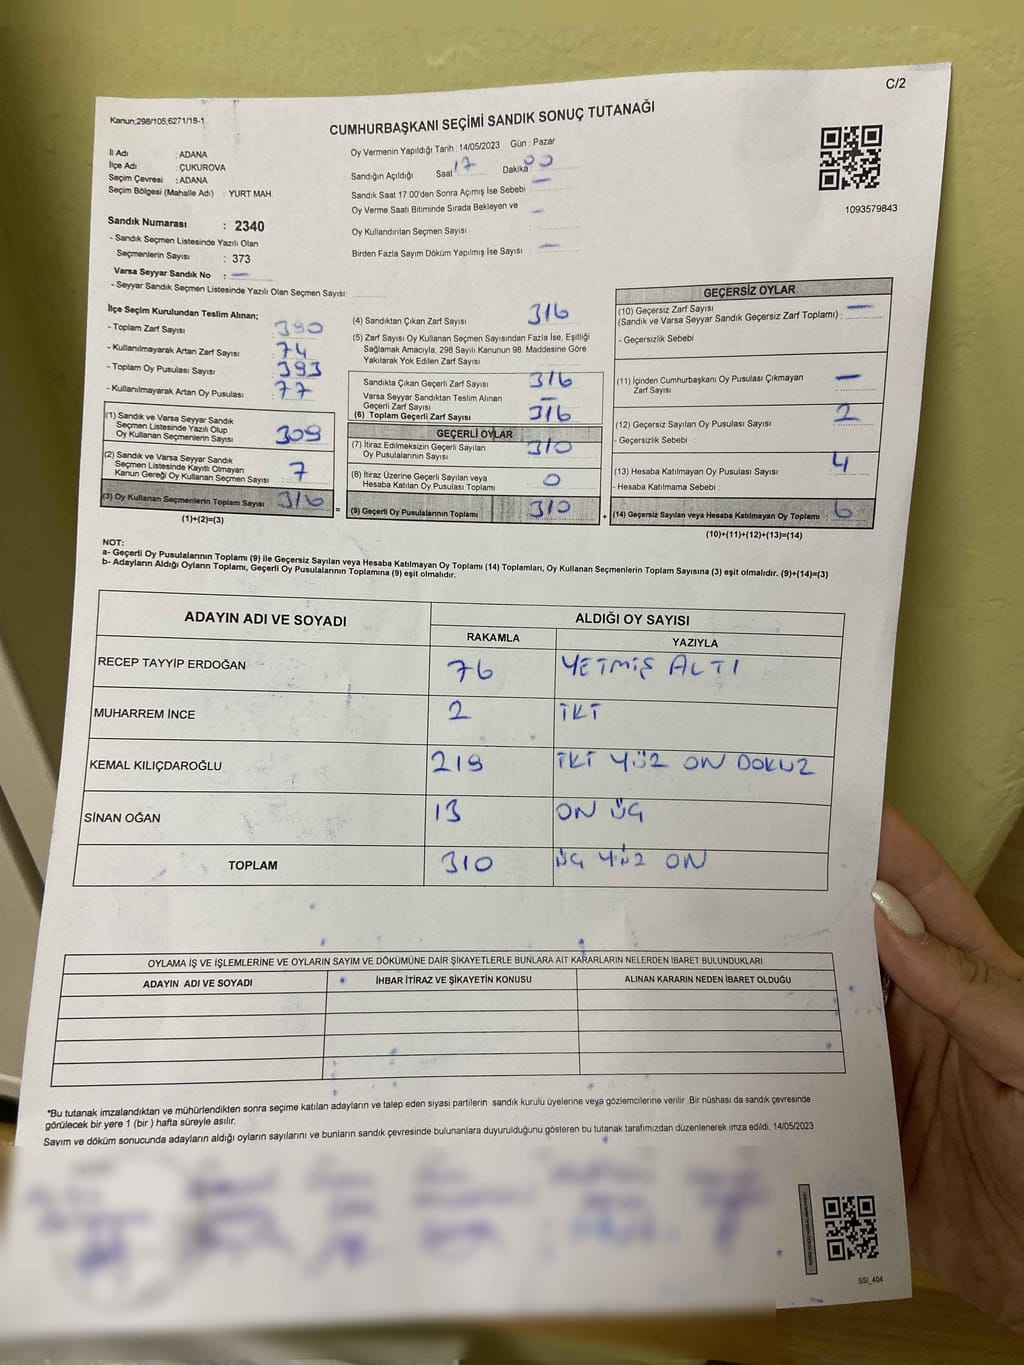 C/2
Kanun:298/105,6271/18-1
CUMHURBAŞKANI SEÇİMİ SANDIK SONUÇ TUTANAĞI
İl Adı : ADANA
İlçe Adı : ÇUKUROVA
Seçim Çevresi : ADANA
Seçim Bölgesi (Mahalle Adı) : YURT MAH.
Oy Vermenin Yapıldığı Tarih : 14/05/2023 Gün : Pazar
Sandığın Açıldığı Saat 17 Dakika 00
Sandık Saat 17.00'den Sonra Açımış İse Sebebi : —
Oy Verme Saati Bitiminde Sırada Bekleyen ve —
Oy Kullandırılan Seçmen Sayısı :
Birden Fazla Sayım Döküm Yapılmış İse Sayısı : —
1093579843
Sandık Numarası : 2340
- Sandık Seçmen Listesinde Yazılı Olan
Seçmenlerin Sayısı : 373
Varsa Seyyar Sandık No : —
- Seyyar Sandık Seçmen Listesinde Yazılı Olan Seçmen Sayısı:
İlçe Seçim Kurulundan Teslim Alınan;
- Toplam Zarf Sayısı : 390
- Kullanılmayarak Artan Zarf Sayısı : 74
- Toplam Oy Pusulası Sayısı : 393
- Kullanılmayarak Artan Oy Pusulası : 77
(1) Sandık ve Varsa Seyyar Sandık
Seçmen Listesinde Yazılı Olup
Oy Kullanan Seçmenlerin Sayısı : 309
(2) Sandık ve Varsa Seyyar Sandık
Seçmen Listesinde Kayıtlı Olmayan
Kanun Gereği Oy Kullanan Seçmen Sayısı : 7
(3) Oy Kullanan Seçmenlerin Toplam Sayısı : 316
(1)+(2)=(3)
=
(4) Sandıktan Çıkan Zarf Sayısı : 316
(5) Zarf Sayısı Oy Kullanan Seçmen Sayısından Fazla İse, Eşitliği
Sağlamak Amacıyla, 298 Sayılı Kanunun 98. Maddesine Göre
Yakılarak Yok Edilen Zarf Sayısı :
Sandıkta Çıkan Geçerli Zarf Sayısı : 316
Varsa Seyyar Sandıktan Teslim Alınan
Geçerli Zarf Sayısı : —
(6) Toplam Geçerli Zarf Sayısı : 316
GEÇERLİ OYLAR
(7) İtiraz Edilmeksizin Geçerli Sayılan
Oy Pusulalarının Sayısı : 310
(8) İtiraz Üzerine Geçerli Sayılan veya
Hesaba Katılan Oy Pusulası Toplamı : 0
(9) Geçerli Oy Pusulalarının Toplamı : 310
+
GEÇERSİZ OYLAR
(10) Geçersiz Zarf Sayısı —
(Sandık ve Varsa Seyyar Sandık Geçersiz Zarf Toplamı) :
- Geçersizlik Sebebi :
(11) İçinden Cumhurbaşkanı Oy Pusulası Çıkmayan —
Zarf Sayısı :
(12) Geçersiz Sayılan Oy Pusulası Sayısı : 2
- Geçersizlik Sebebi :
(13) Hesaba Katılmayan Oy Pusulası Sayısı : 4
- Hesaba Katılmama Sebebi :
(14) Geçersiz Sayılan veya Hesaba Katılmayan Oy Toplamı : 6
(10)+(11)+(12)+(13)=(14)
NOT:
a- Geçerli Oy Pusulalarının Toplamı (9) ile Geçersiz Sayılan veya Hesaba Katılmayan Oy Toplamı (14) Toplamları, Oy Kullanan Seçmenlerin Toplam Sayısına (3) eşit olmalıdır. (9)+(14)=(3)
b- Adayların Aldığı Oyların Toplamı, Geçerli Oy Pusulalarının Toplamına (9) eşit olmalıdır.
ADAYIN ADI VE SOYADI ALDIĞI OY SAYISI
RAKAMLA YAZIYLA
RECEP TAYYİP ERDOĞAN 76 YETMİŞ ALTI
MUHARREM İNCE 2 İKİ
KEMAL KILIÇDAROĞLU 219 İKİ YÜZ ON DOKUZ
SİNAN OĞAN 13 ON ÜÇ
TOPLAM 310 ÜÇ YÜZ ON
OYLAMA İŞ VE İŞLEMLERİNE VE OYLARIN SAYIM VE DÖKÜMÜNE DAİR ŞİKAYETLERLE BUNLARA AİT KARARLARIN NELERDEN İBARET BULUNDUKLARI
ADAYIN ADI VE SOYADI İHBAR İTİRAZ VE ŞİKAYETİN KONUSU ALINAN KARARIN NEDEN İBARET OLDUĞU
*Bu tutanak imzalandıktan ve mühürlendikten sonra seçime katılan adayların ve talep eden siyasi partilerin sandık kurulu üyelerine veya gözlemcilerine verilir. Bir nüshası da sandık çevresinde
görülecek bir yere 1 (bir ) hafta süreyle asılır.
Sayım ve döküm sonucunda adayların aldığı oyların sayılarını ve bunların sandık çevresinde bulunanlara duyurulduğunu gösteren bu tutanak tarafımızdan düzenlenerek imza edildi. 14/05/2023
SSİ_404